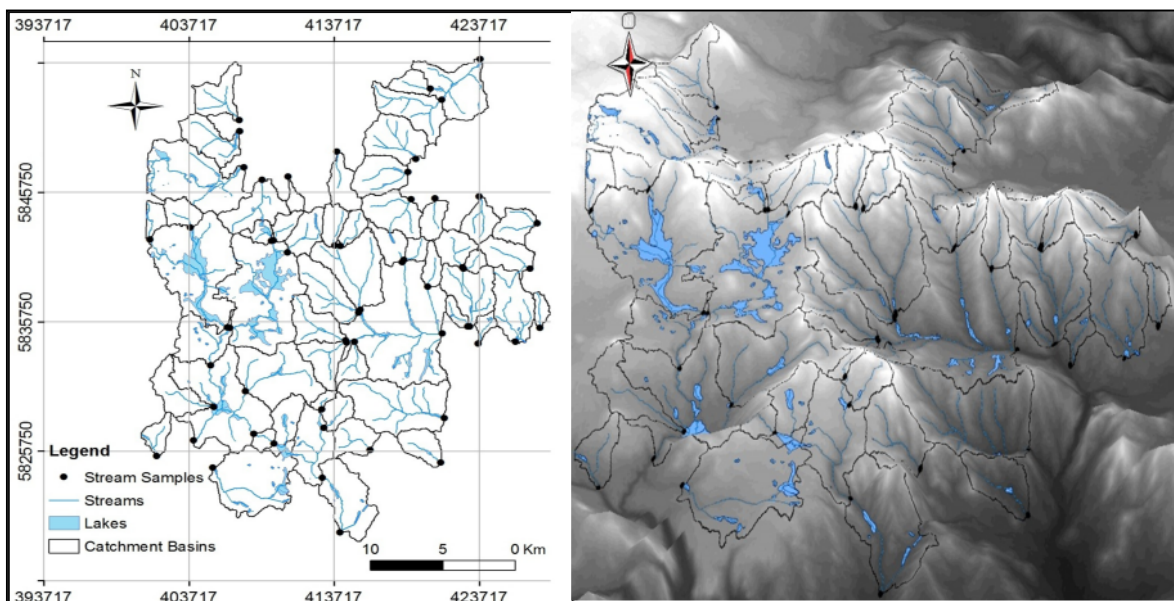 393717 403717 413717 423717
N
5845750
5835750
5825750
Legend
Stream Samples
Streams
Lakes
Catchment Basins
10 5 0 Km
393717 403717 413717 423717